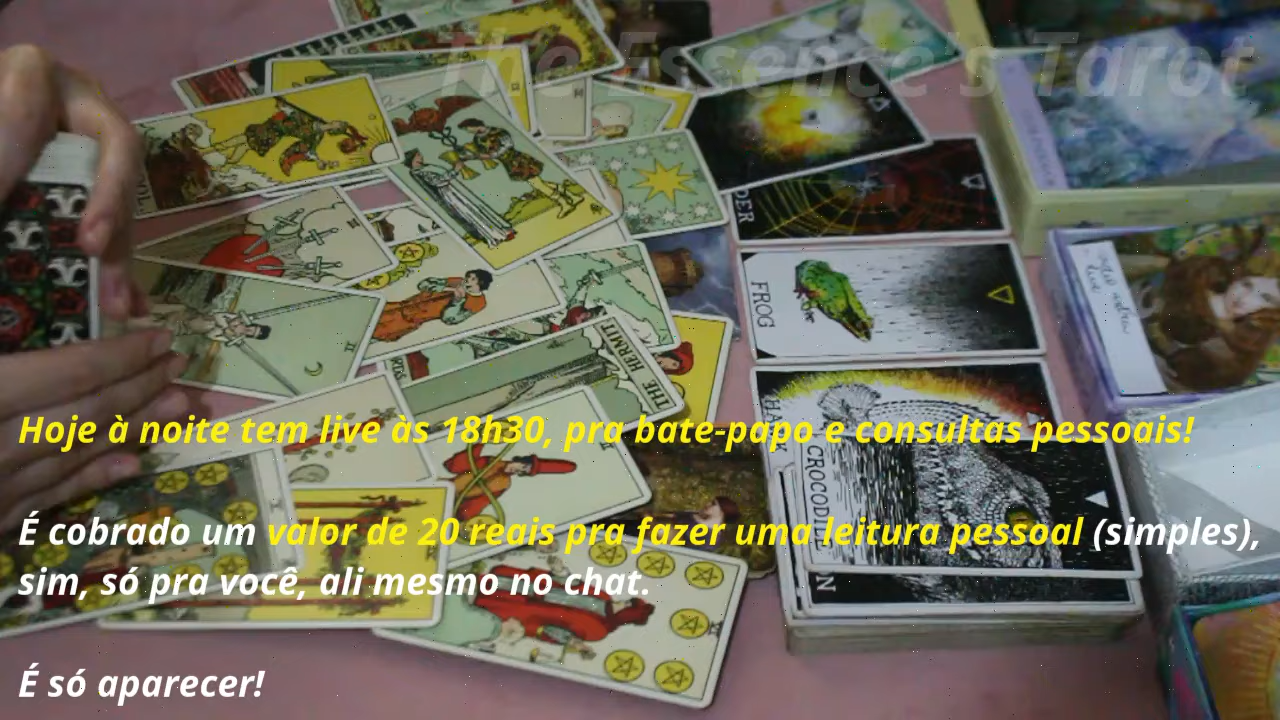 The Essence's Tarot
FROG
THE HERMIT
Hoje à noite tem live às 18h30, pra bate-papo e consultas pessoais!
CROCODILE
É cobrado um valor de 20 reais pra fazer uma leitura pessoal (simples),
sim, só pra você, ali mesmo no chat.
É só aparecer!